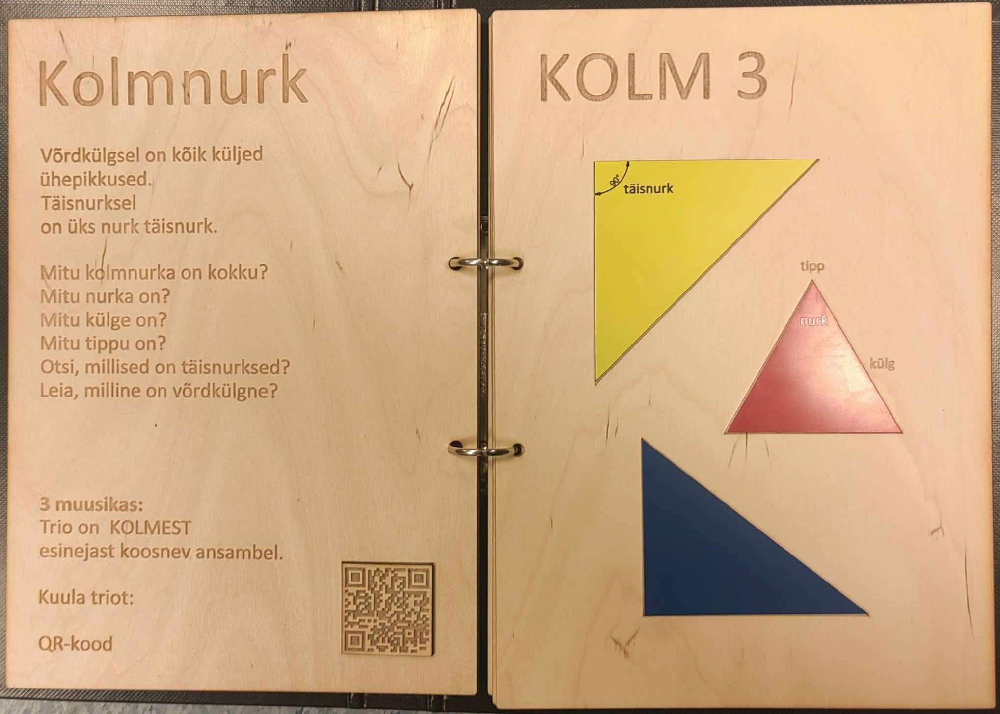 Kolmnurk
Võrdkülgsel on kõik küljed
ühepikkused.
Täisnurksel
on üks nurk täisnurk.
Mitu kolmnurka on kokku?
Mitu nurka on?
Mitu külge on?
Mitu tippu on?
Otsi, millised on täisnurksed?
Leia, milline on võrdkülgne?
3 muusikas:
Trio on KOLMEST
esinejast koosnev ansambel.
Kuula triot:
QR-kood
KOLM 3
90°
täisnurk
tipp
nurk
külg